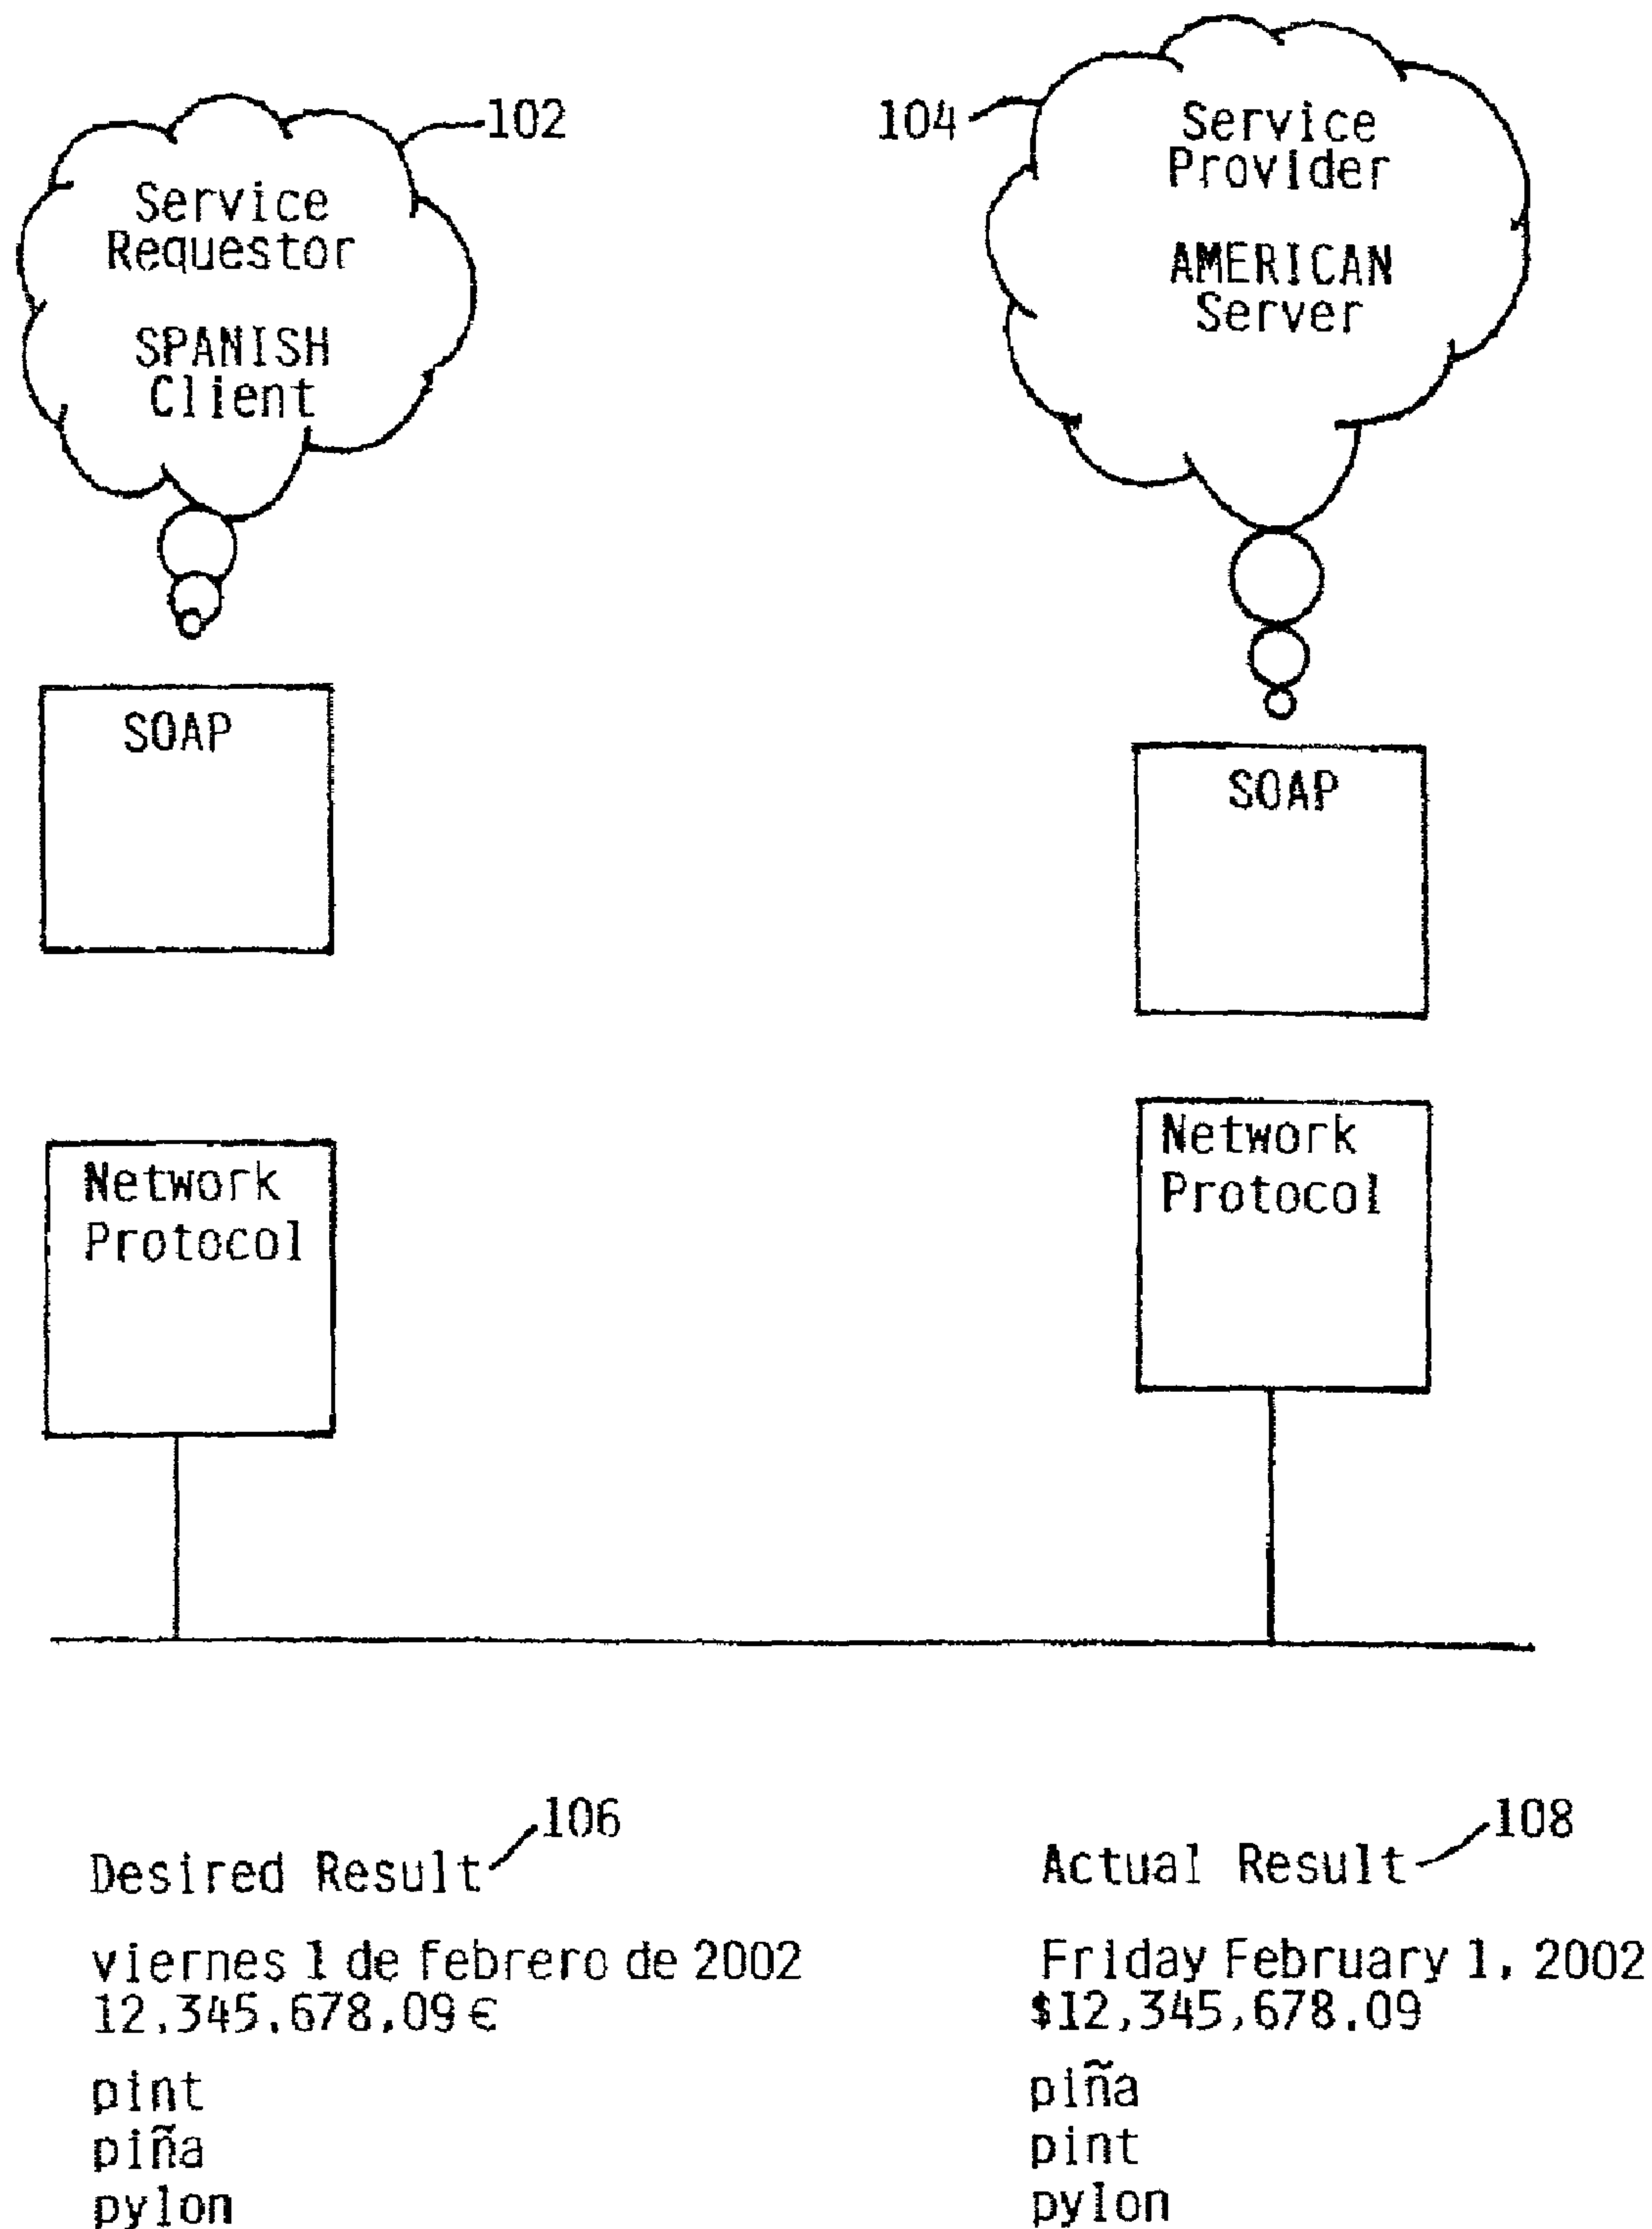 102
Service
Requestor
SPANISH
Client
104
Service
Provider
AMERICAN
Server
SOAP
SOAP
Network
Protocol
Network
Protocol
106
Desired Result
viernes 1 de febrero de 2002
12.345.678.09€
pint
piña
pylon
108
Actual Result
Friday February 1, 2002
$12,345,678.09
piña
pint
pylon